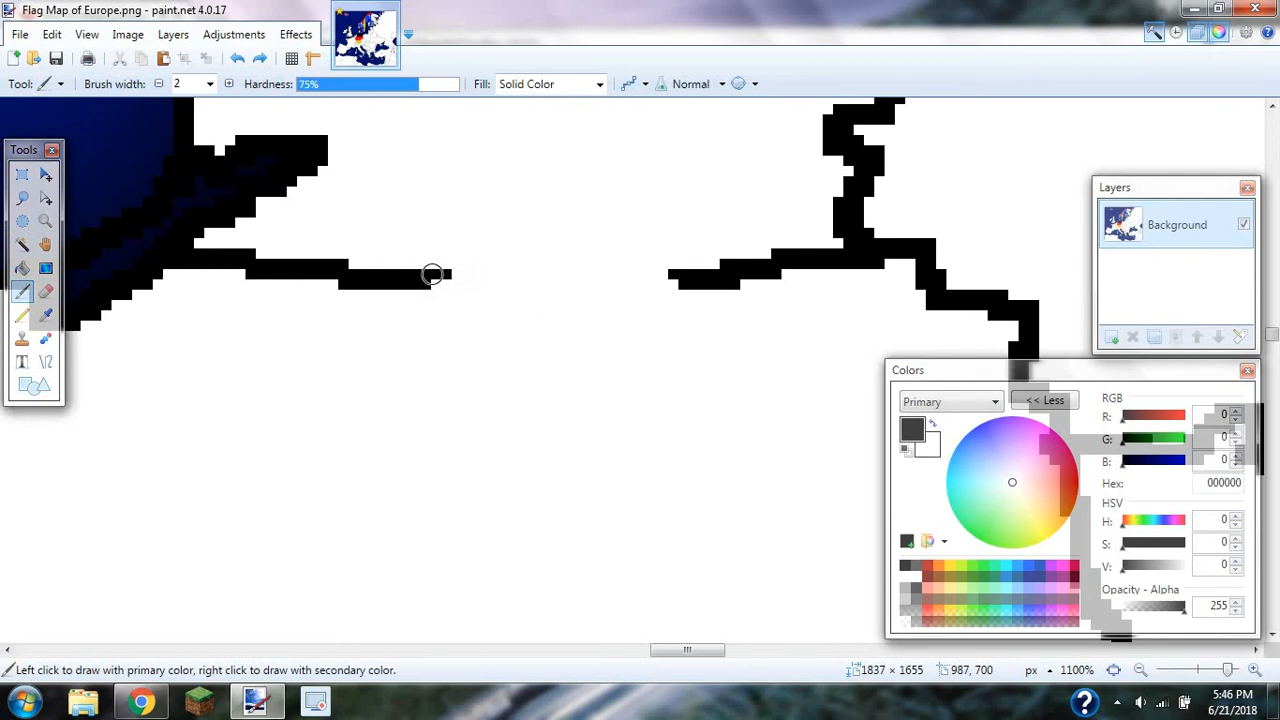 Flag Map of Europe.png - paint.net 4.0.17
File Edit View Image Layers Adjustments Effects
Tool: Brush width: 2 Hardness: 75% Fill: Solid Color Normal
Tools
Layers
Background
Colors
Primary << Less
RGB
R: 0
G: 0
B: 0
Hex: 000000
HSV
H: 0
S: 0
V: 0
Opacity - Alpha
255
Left click to draw with primary color, right click to draw with secondary color. 1837 × 1655 987, 700 px 1100%
5:46 PM
6/21/2018